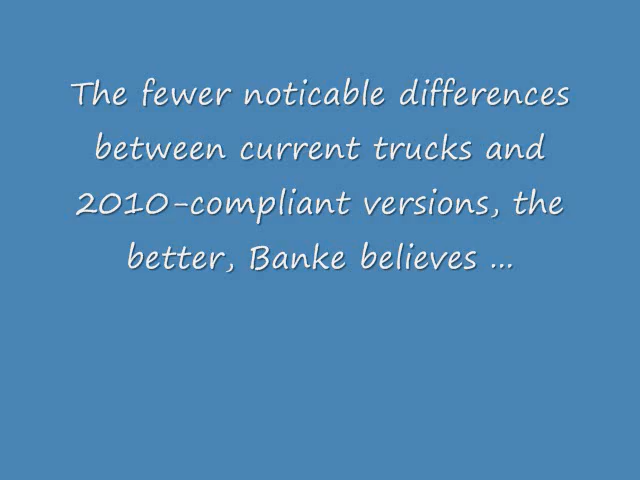 The fewer noticable differences
between current trucks and
2010-compliant versions, the
better, Banke believes ...